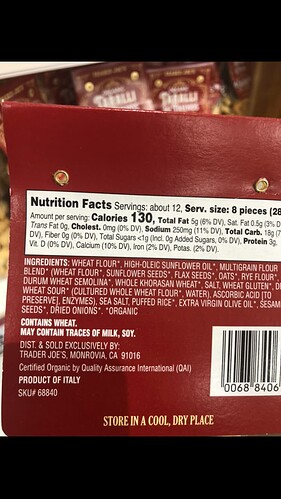 TARALLI
Nutrition Facts Servings: about 12, Serv. size: 8 pieces (28
Amount per serving: Calories 130, Total Fat 5g (6% DV), Sat. Fat 0.5g (3% D
Trans Fat 0g, Cholest. 0mg (0% DV), Sodium 250mg (11% DV), Total Carb. 18g (7
DV), Fiber 0g (0% DV), Total Sugars <1g (Incl. 0g Added Sugars, 0% DV), Protein 3g,
Vit. D (0% DV), Calcium (10% DV), Iron (2% DV), Potas. (2% DV).
INGREDIENTS: WHEAT FLOUR*, HIGH-OLEIC SUNFLOWER OIL*, MULTIGRAIN FLOUR
BLEND* (WHEAT FLOUR*, SUNFLOWER SEEDS*, FLAX SEEDS*, OATS*, RYE FLOUR*,
DURUM WHEAT SEMOLINA*, WHOLE KHORASAN WHEAT*, SALT, WHEAT GLUTEN*, D
WHEAT SOUR* (CULTURED WHOLE WHEAT FLOUR*, WATER), ASCORBIC ACID [TO
PRESERVE], ENZYMES), SEA SALT, PUFFED RICE*, EXTRA VIRGIN OLIVE OIL*, SESAM
SEEDS*, DRIED ONIONS*. *ORGANIC
CONTAINS WHEAT.
MAY CONTAIN TRACES OF MILK, SOY.
DIST. & SOLD EXCLUSIVELY BY:
TRADER JOE'S, MONROVIA, CA 91016
Certified Organic by Quality Assurance International (QAI)
PRODUCT OF ITALY
SKU# 68840
0068 8406
STORE IN A COOL, DRY PLACE